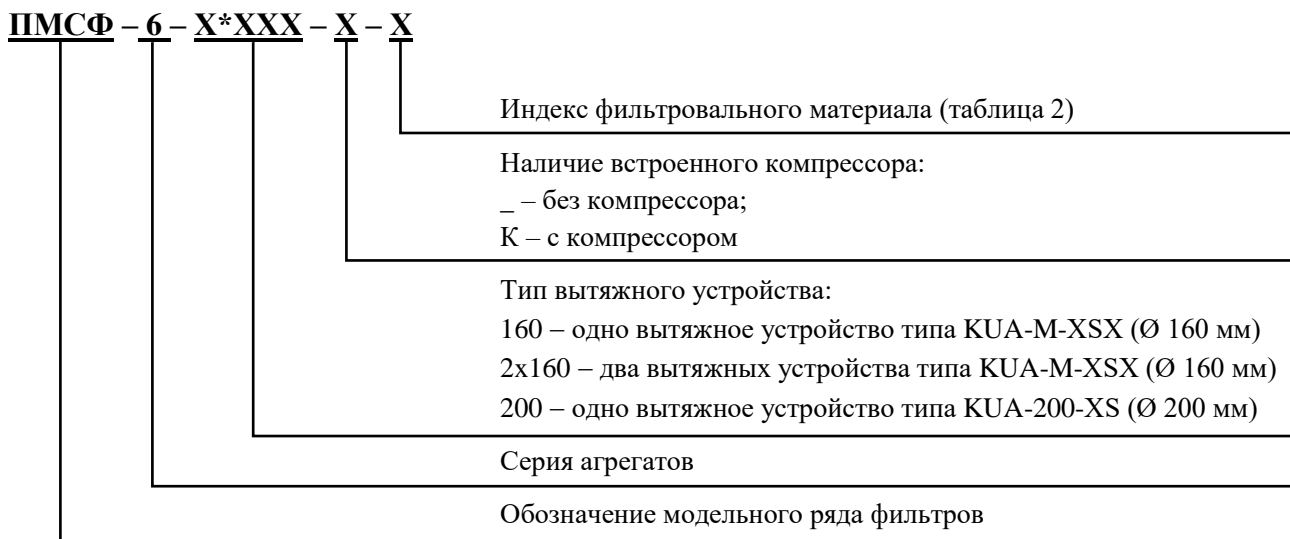 ПМСФ – 6 – Х*ХХХ – Х – Х
Индекс фильтровального материала (таблица 2)
Наличие встроенного компрессора:
_ – без компрессора;
К – с компрессором
Тип вытяжного устройства:
160 – одно вытяжное устройство типа KUA-M-XSX (Ø 160 мм)
2х160 – два вытяжных устройства типа KUA-M-XSX (Ø 160 мм)
200 – одно вытяжное устройство типа KUA-200-XS (Ø 200 мм)
Серия агрегатов
Обозначение модельного ряда фильтров